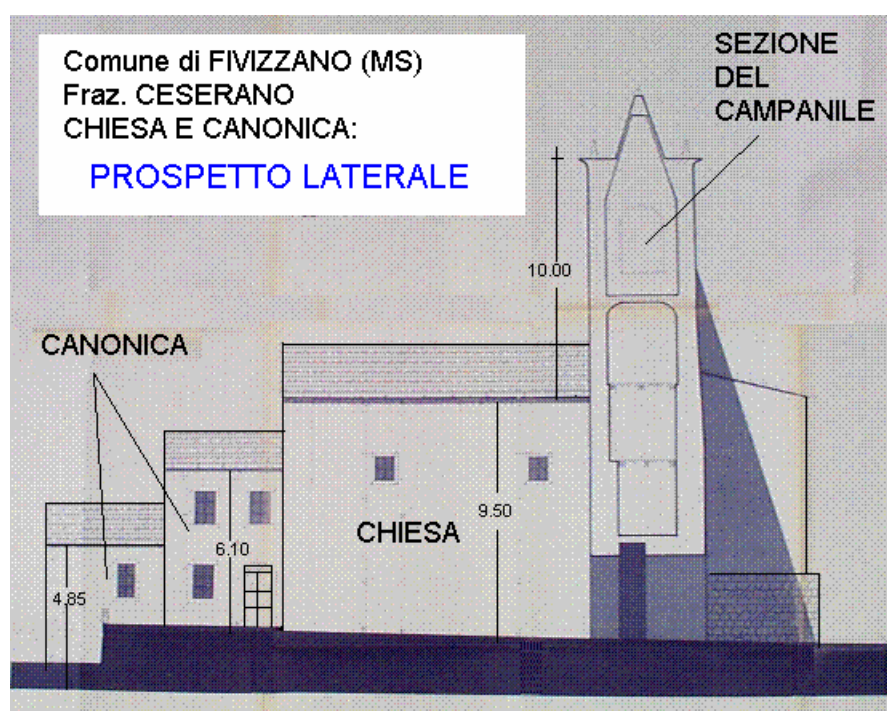 Comune di FIVIZZANO (MS)
Fraz. CESERANO
CHIESA E CANONICA:
PROSPETTO LATERALE
SEZIONE
DEL
CAMPANILE
10.00
CANONICA
9.50
CHIESA
6.10
4.85